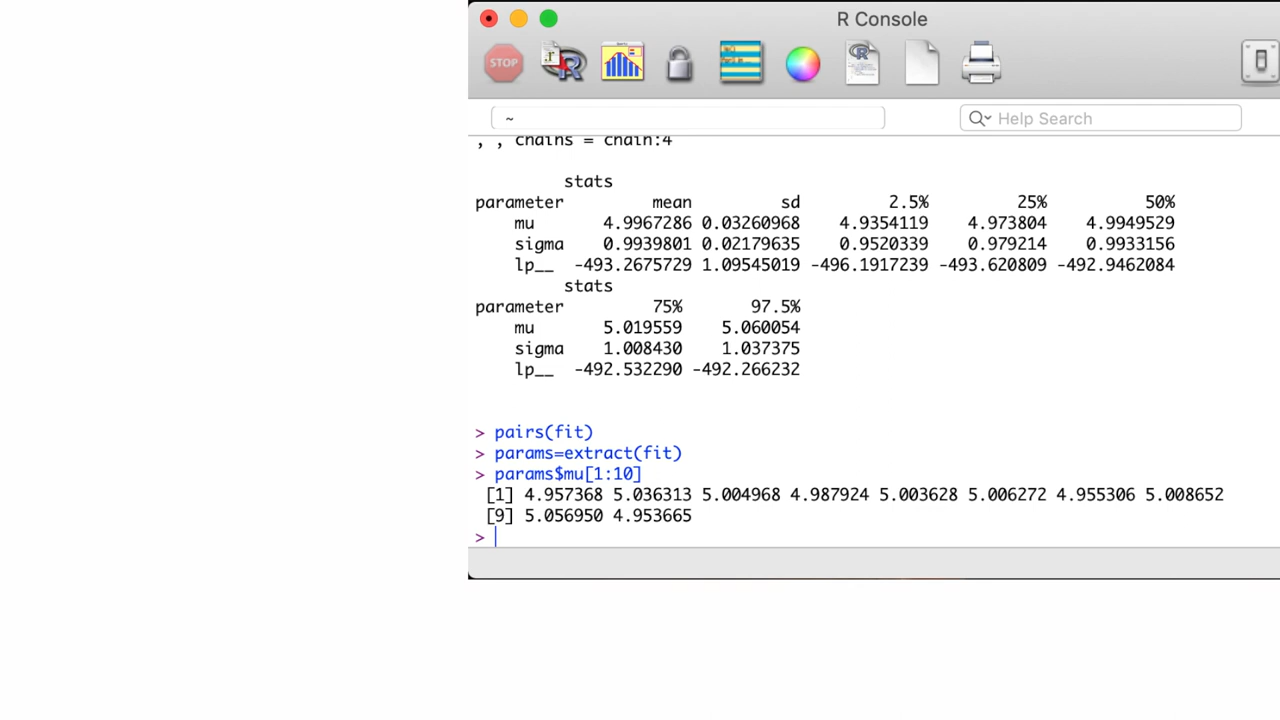 R Console
STOP
~
Help Search
, , chains = chain:4
stats
parameter mean sd 2.5% 25% 50%
mu 4.9967286 0.03260968 4.9354119 4.973804 4.9949529
sigma 0.9939801 0.02179635 0.9520339 0.979214 0.9933156
lp__ -493.2675729 1.09545019 -496.1917239 -493.620809 -492.9462084
stats
parameter 75% 97.5%
mu 5.019559 5.060054
sigma 1.008430 1.037375
lp__ -492.532290 -492.266232
> pairs(fit)
> params=extract(fit)
> params$mu[1:10]
[1] 4.957368 5.036313 5.004968 4.987924 5.003628 5.006272 4.955306 5.008652
[9] 5.056950 4.953665
>